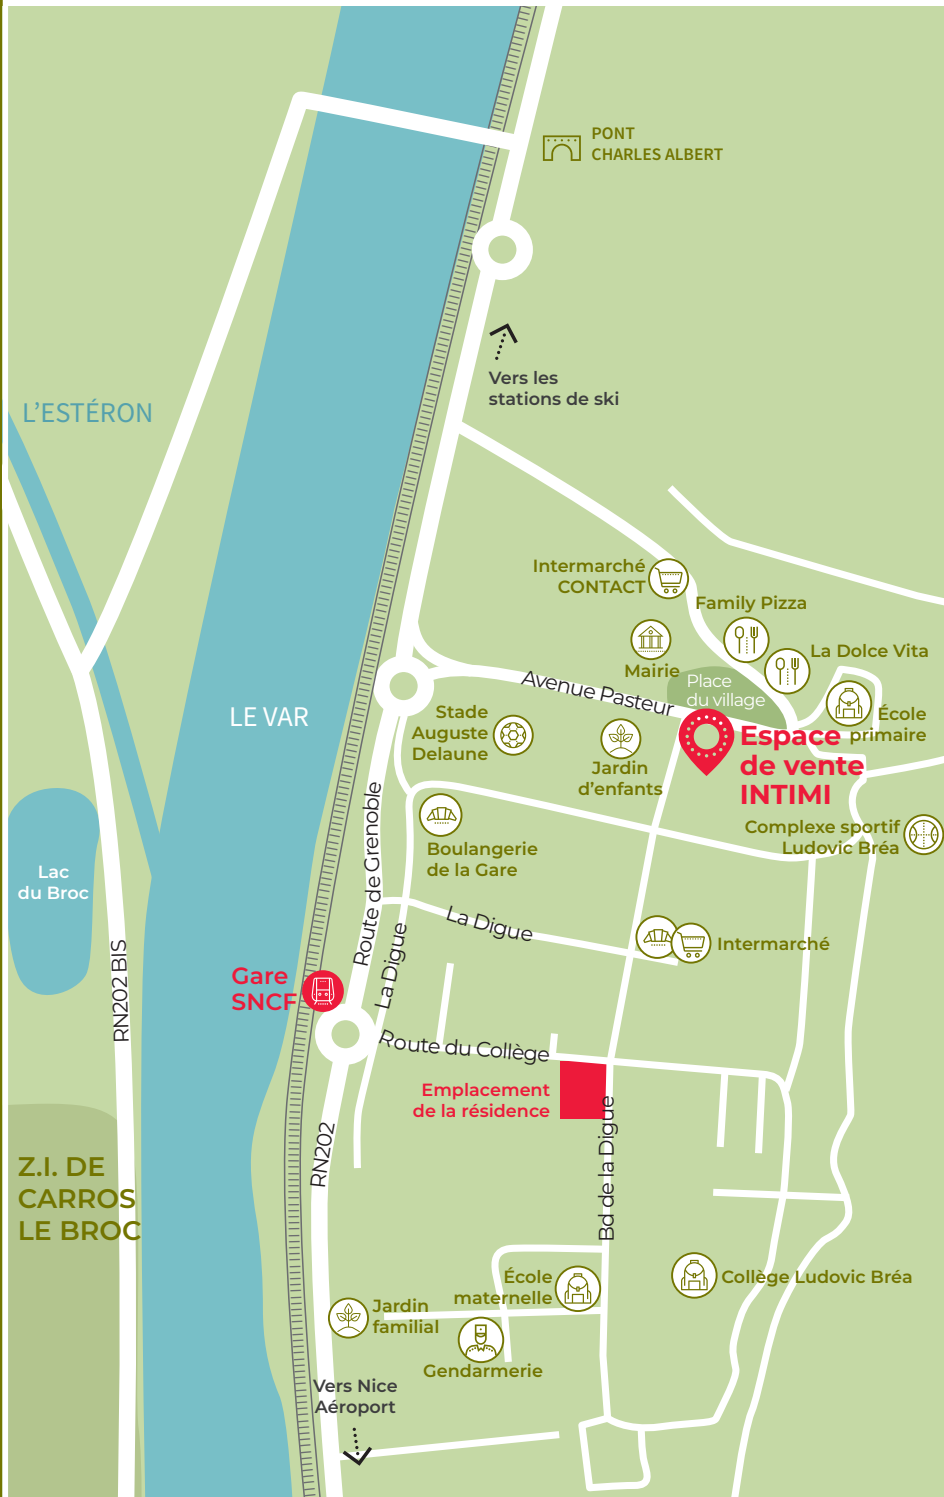 PONT
CHARLES ALBERT
Vers les
stations de ski
L’ESTÉRON
Intermarché
CONTACT
Family Pizza
La Dolce Vita
Mairie
Place
du village
Avenue Pasteur
École
primaire
LE VAR
Stade
Auguste
Delaune
Jardin
d’enfants
Espace
de vente
INTIMI
Complexe sportif
Ludovic Bréa
Route de Grenoble
Boulangerie
de la Gare
Lac
du Broc
La Digue
La Digue
Intermarché
RN202 BIS
Gare
SNCF
Route du Collège
Emplacement
de la résidence
Bd de la Digue
RN202
Z.I. DE
CARROS
LE BROC
École
maternelle
Collège Ludovic Bréa
Jardin
familial
Gendarmerie
Vers Nice
Aéroport